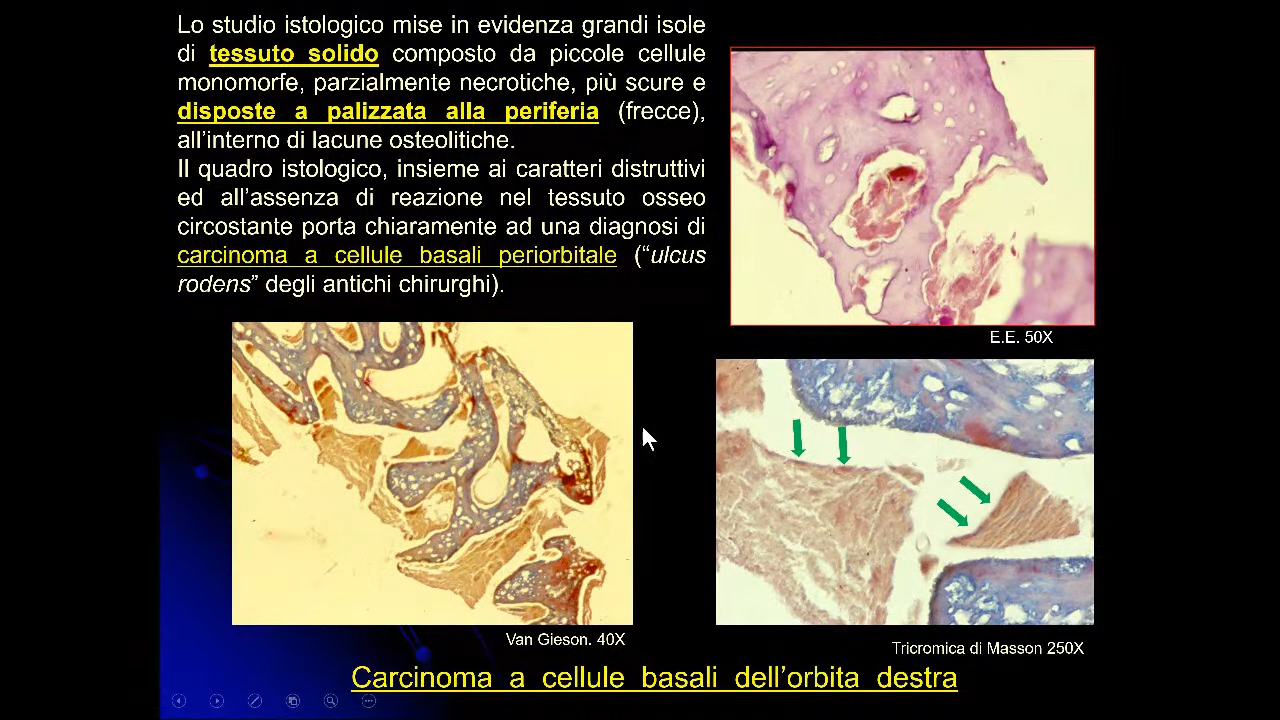 Lo studio istologico mise in evidenza grandi isole
di tessuto solido composto da piccole cellule
monomorfe, parzialmente necrotiche, più scure e
disposte a palizzata alla periferia (frecce),
all’interno di lacune osteolitiche.
Il quadro istologico, insieme ai caratteri distruttivi
ed all’assenza di reazione nel tessuto osseo
circostante porta chiaramente ad una diagnosi di
carcinoma a cellule basali periorbitale (“ulcus
rodens” degli antichi chirurghi).
E.E. 50X
Van Gieson. 40X
Tricromica di Masson 250X
Carcinoma a cellule basali dell’orbita destra